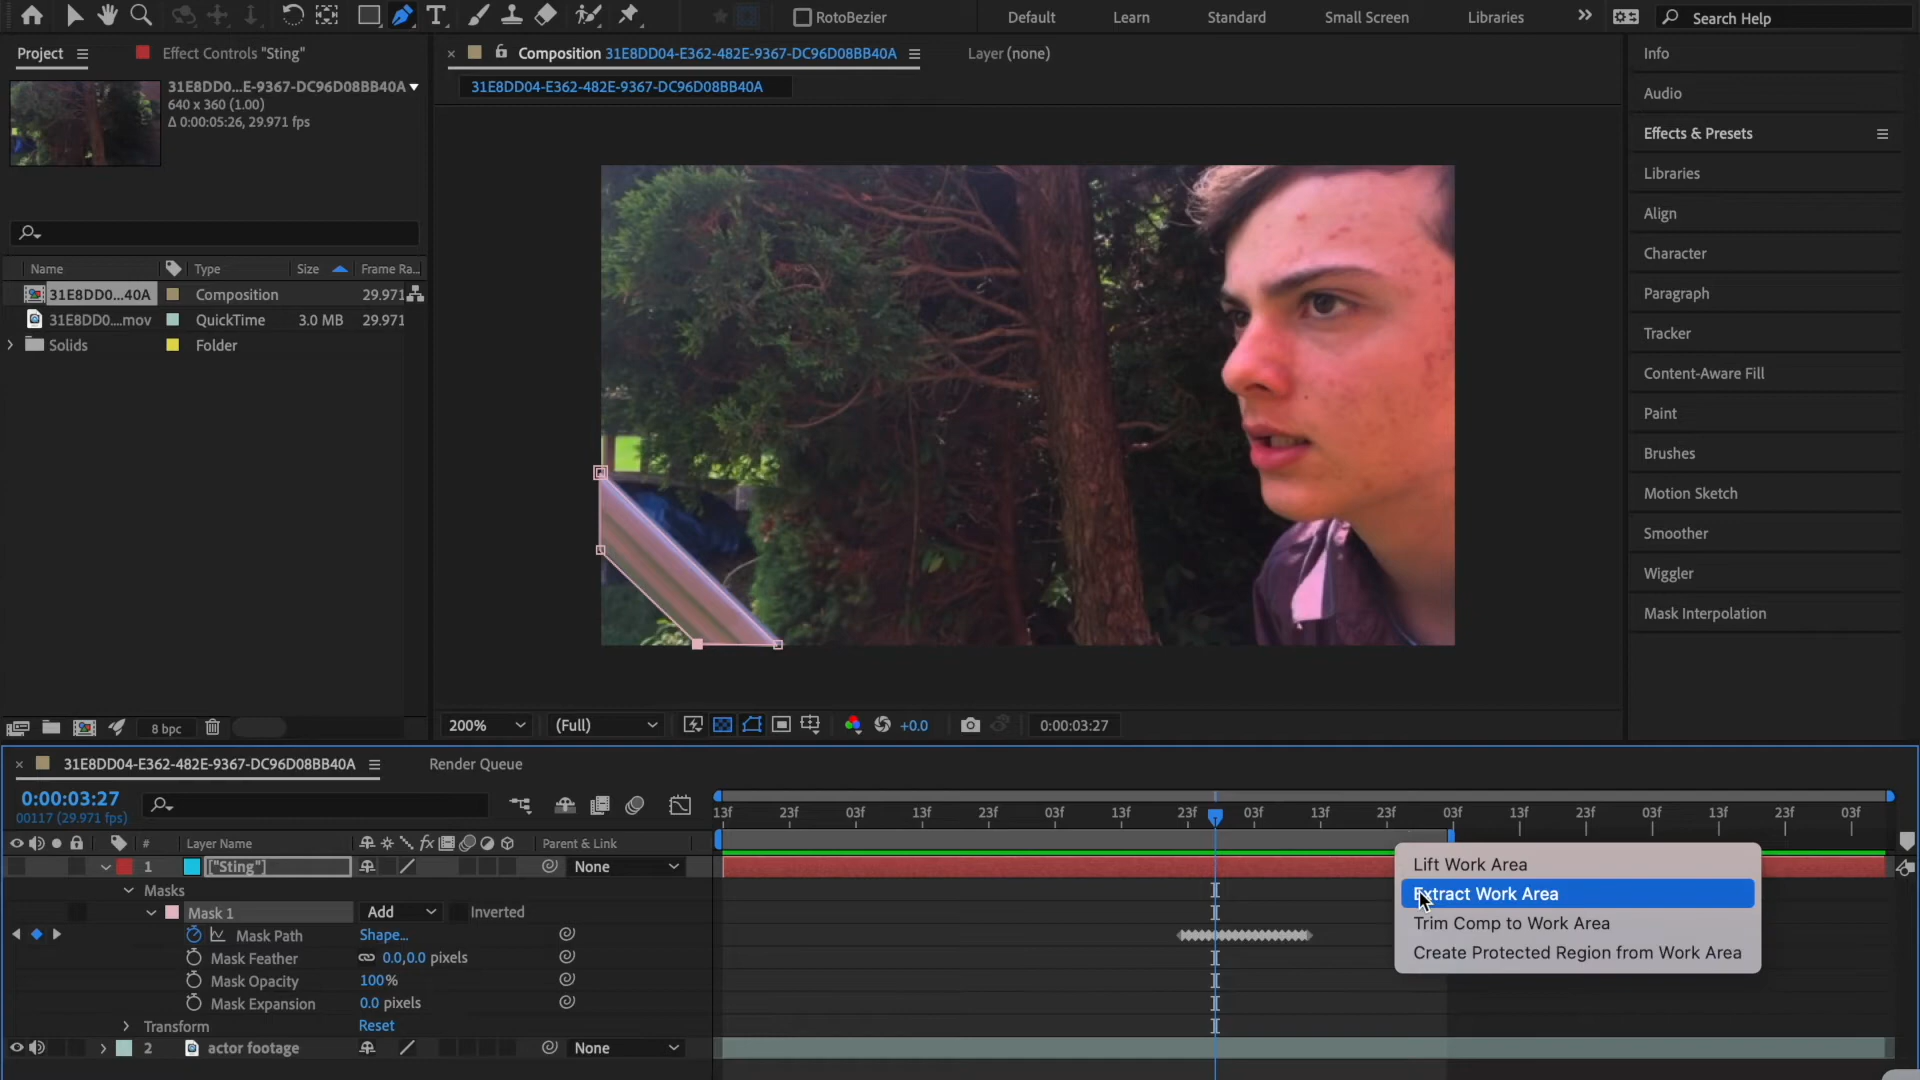 RotoBezier
Default
Learn
Standard
Small Screen
Libraries
Search Help
Project
Effect Controls "Sting"
Composition 31E8DD04-E362-482E-9367-DC96D08BB40A
Layer (none)
31E8DD04-E362-482E-9367-DC96D08BB40A
31E8DD0...E-9367-DC96D08BB40A
640 x 360 (1.00)
Δ 0:00:05:26, 29.971 fps
Name
Type
Size
Frame Ra...
31E8DD0...40A
Composition
29.971
31E8DD0....mov
QuickTime
3.0 MB
29.971
Solids
Folder
8 bpc
200%
(Full)
+0.0
0:00:03:27
Info
Audio
Effects & Presets
Libraries
Align
Character
Paragraph
Tracker
Content-Aware Fill
Paint
Brushes
Motion Sketch
Smoother
Wiggler
Mask Interpolation
31E8DD04-E362-482E-9367-DC96D08BB40A
Render Queue
0:00:03:27
00117 (29.971 fps)
13f 23f 03f 13f 23f 03f 13f 23f 03f 13f 23f 03f 13f 23f 03f 13f 23f 03f
# Layer Name
fx
Parent & Link
1 ["Sting"]
None
Masks
Mask 1
Add
Inverted
Mask Path
Shape...
Mask Feather
0.0,0.0 pixels
Mask Opacity
100%
Mask Expansion
0.0 pixels
Transform
Reset
2 actor footage
None
Lift Work Area
Extract Work Area
Trim Comp to Work Area
Create Protected Region from Work Area